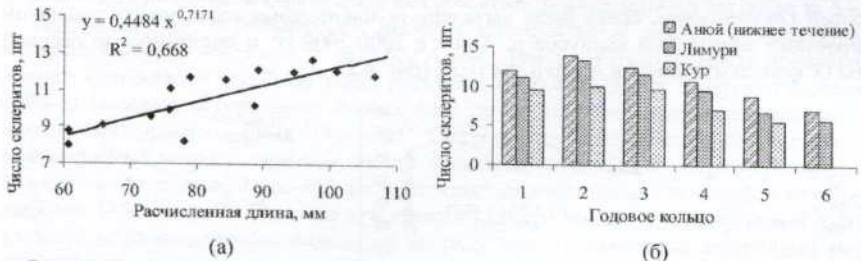 y = 0,4484 x^0,7171
R² = 0,668
Число склеритов, шт
15
13
11
9
7
60
70
80
90
100
110
Расчисленная длина, мм
(а)
Анюй (нижнее течение)
Лимури
Кур
Число склеритов, шт.
15
10
5
0
1
2
3
4
5
6
Годовое кольцо
(б)